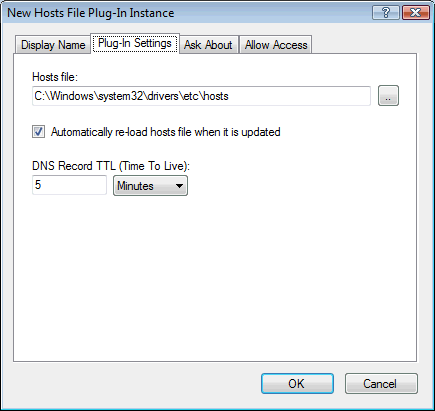 New Hosts File Plug-In Instance
Display Name Plug-In Settings Ask About Allow Access
Hosts file:
C:\Windows\system32\drivers\etc\hosts ..
Automatically re-load hosts file when it is updated
DNS Record TTL (Time To Live):
5 Minutes
OK Cancel